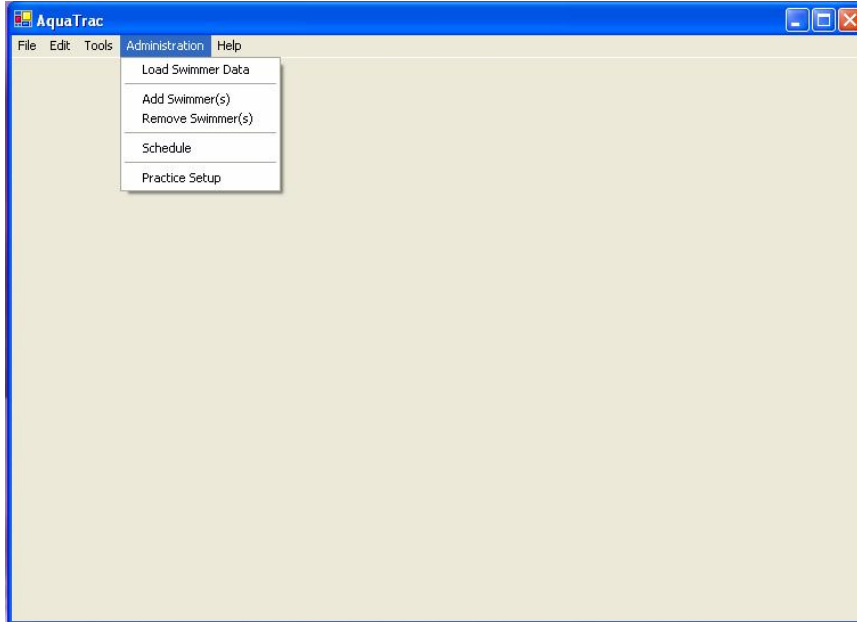 AquaTrac
File Edit Tools Administration Help
Load Swimmer Data
Add Swimmer(s)
Remove Swimmer(s)
Schedule
Practice Setup